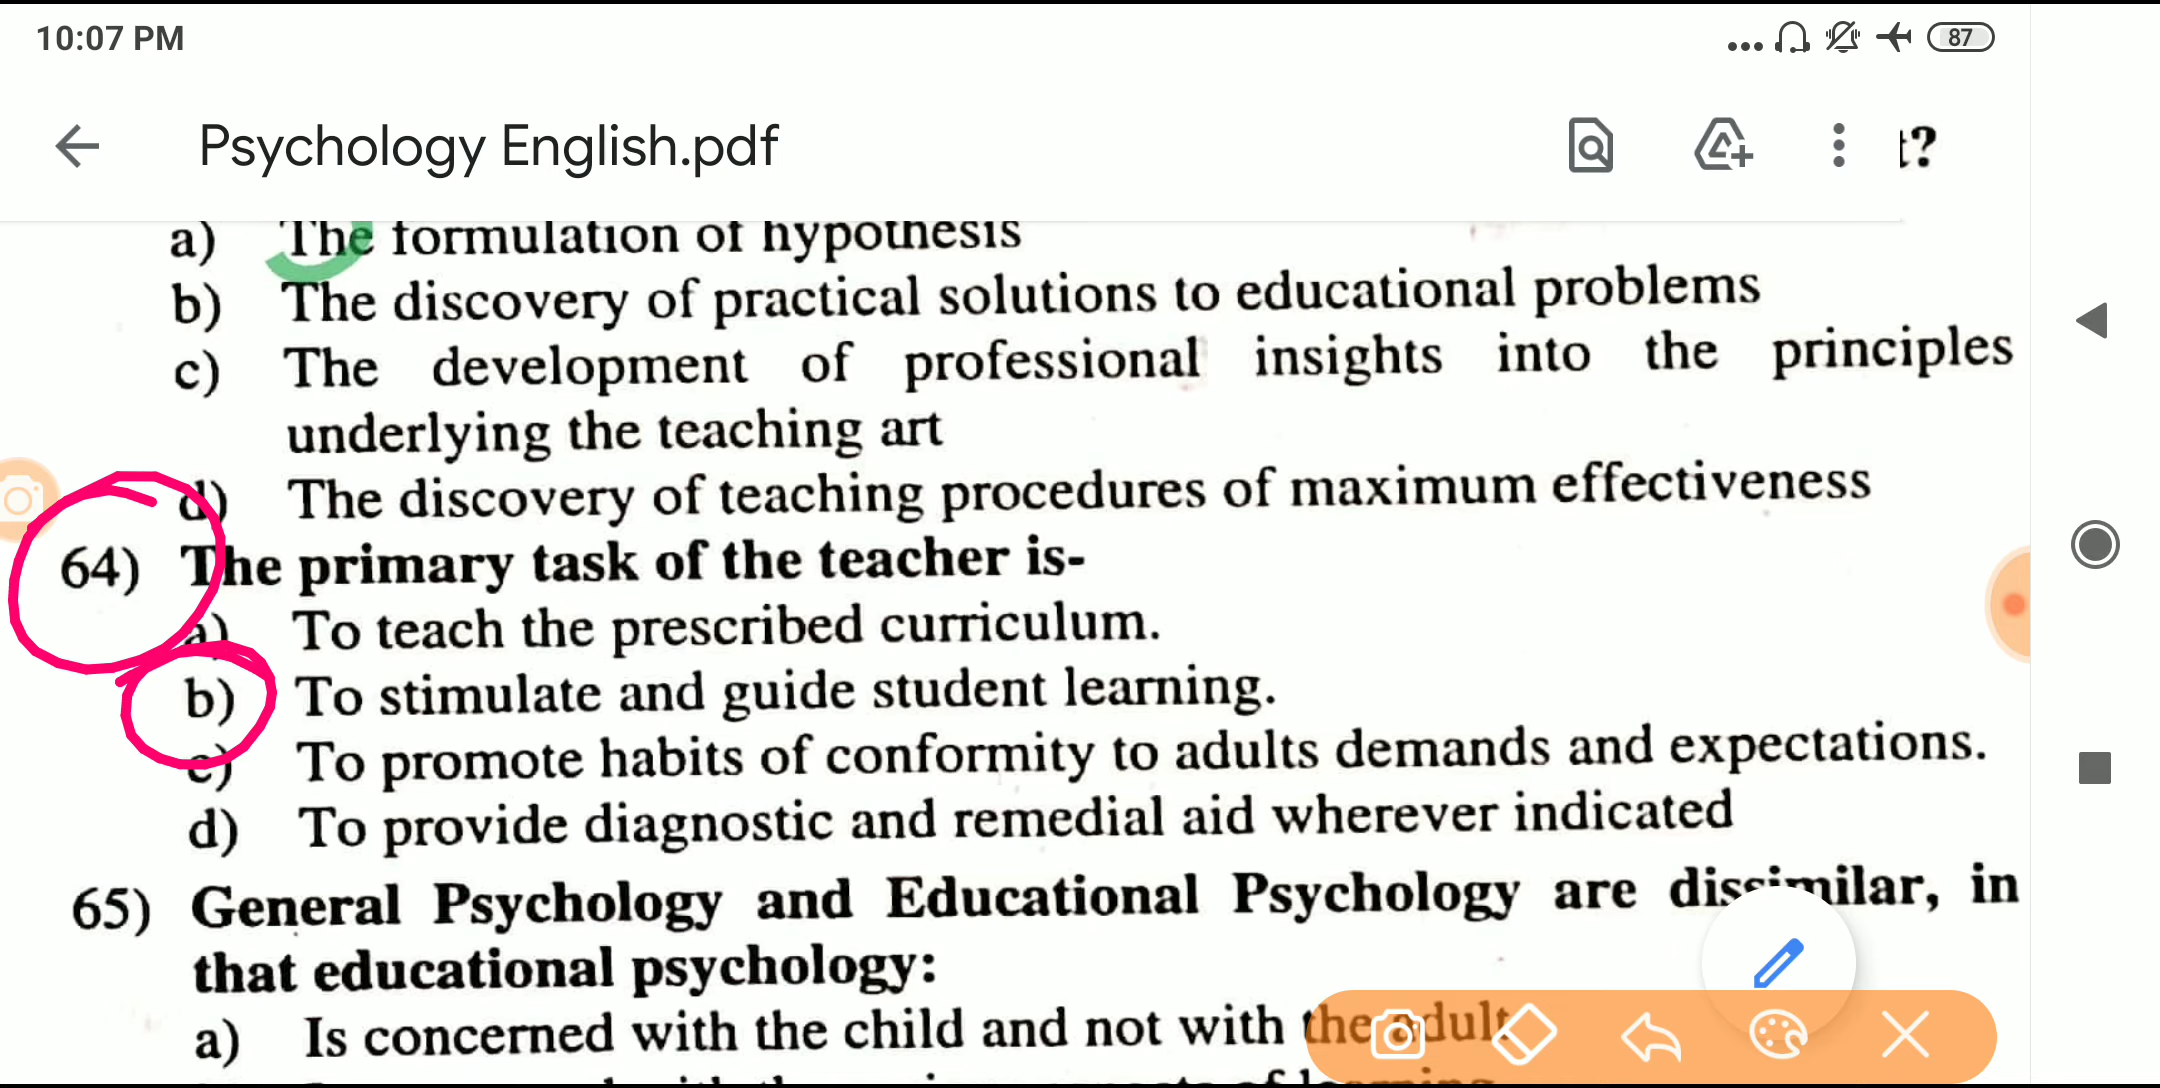 10:07 PM
87
Psychology English.pdf
t?
a) The formulation of hypothesis
b) The discovery of practical solutions to educational problems
c) The development of professional insights into the principles
underlying the teaching art
d) The discovery of teaching procedures of maximum effectiveness
64) The primary task of the teacher is-
a) To teach the prescribed curriculum.
b) To stimulate and guide student learning.
c) To promote habits of conformity to adults demands and expectations.
d) To provide diagnostic and remedial aid wherever indicated
65) General Psychology and Educational Psychology are dissimilar, in
that educational psychology:
a) Is concerned with the child and not with the adult
of learning